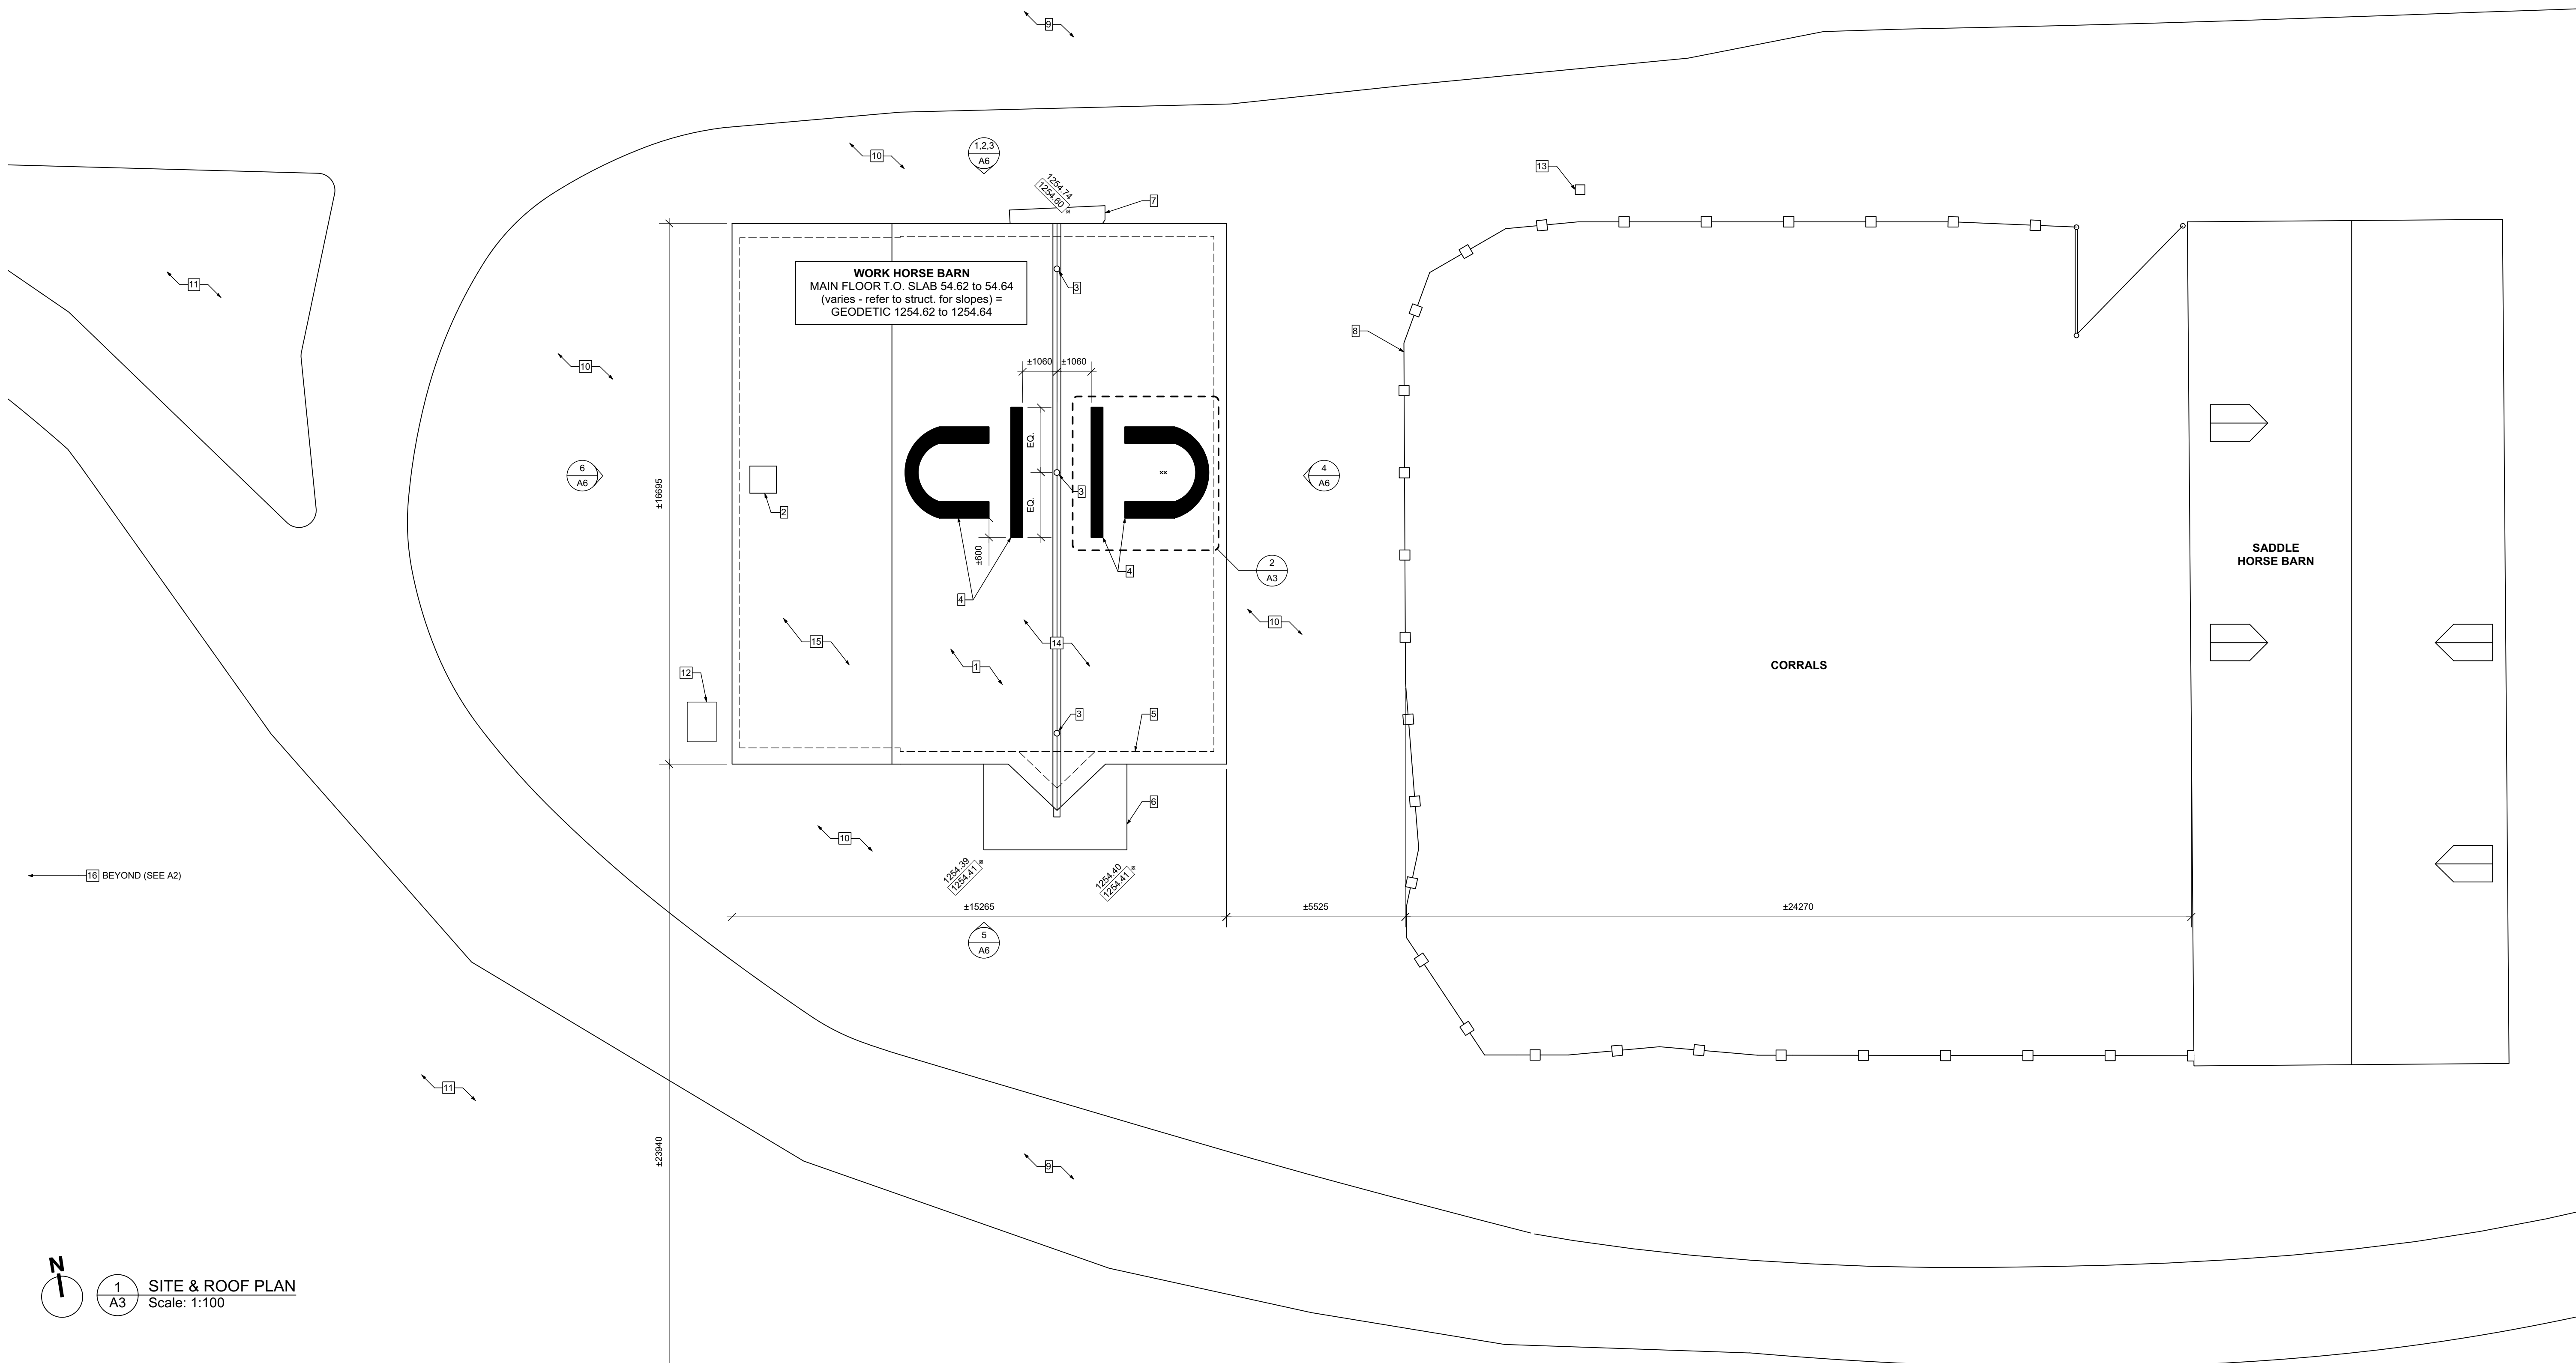 9
1,2,3
A6
10
13
1254.74
1254.60
7
11
WORK HORSE BARN
MAIN FLOOR T.O. SLAB 54.62 to 54.64
(varies - refer to struct. for slopes) =
GEODETIC 1254.62 to 1254.64
3
8
10
±1060
±1060
EQ.
6
A6
±16695
2
3
4
A6
EQ.
±600
SADDLE
HORSE BARN
2
A3
4
4
10
15
14
1
CORRALS
12
3
5
6
10
1254.39
1254.41
1254.40
1254.41
16 BEYOND (SEE A2)
±15265
±5525
±24270
5
A6
11
±23940
9
N
1
A3
SITE & ROOF PLAN
Scale: 1:100